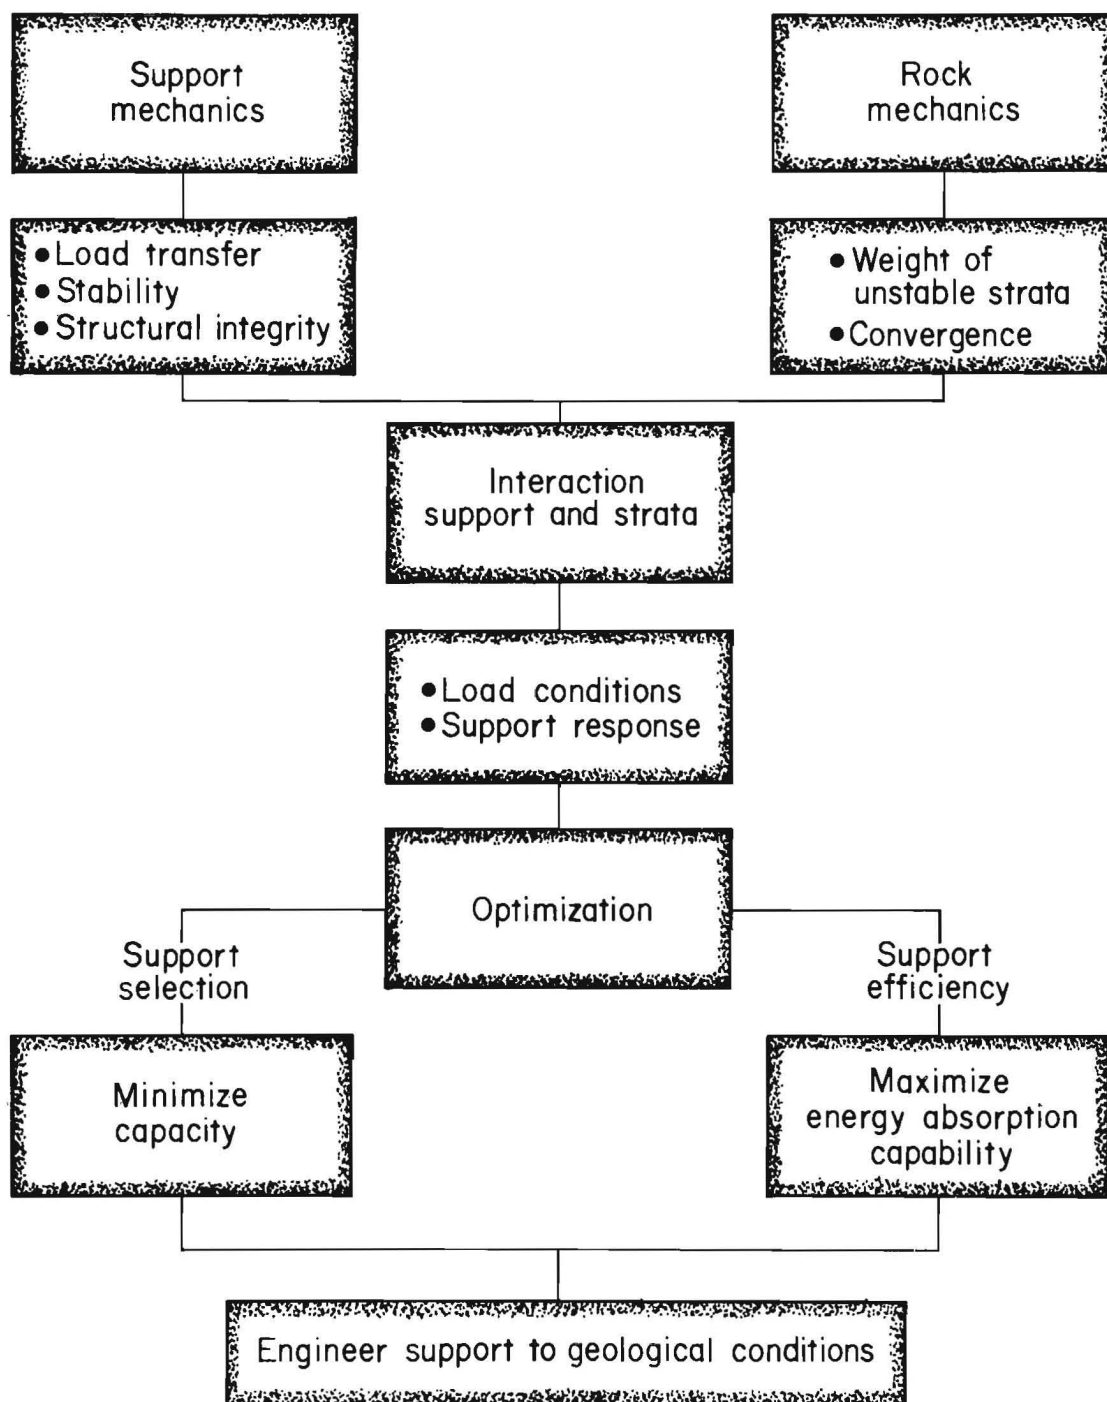 Support
mechanics
Rock
mechanics
• Load transfer
• Stability
• Structural integrity
• Weight of
unstable strata
• Convergence
Interaction
support and strata
• Load conditions
• Support response
Optimization
Support
selection
Support
efficiency
Minimize
capacity
Maximize
energy absorption
capability
Engineer support to geological conditions